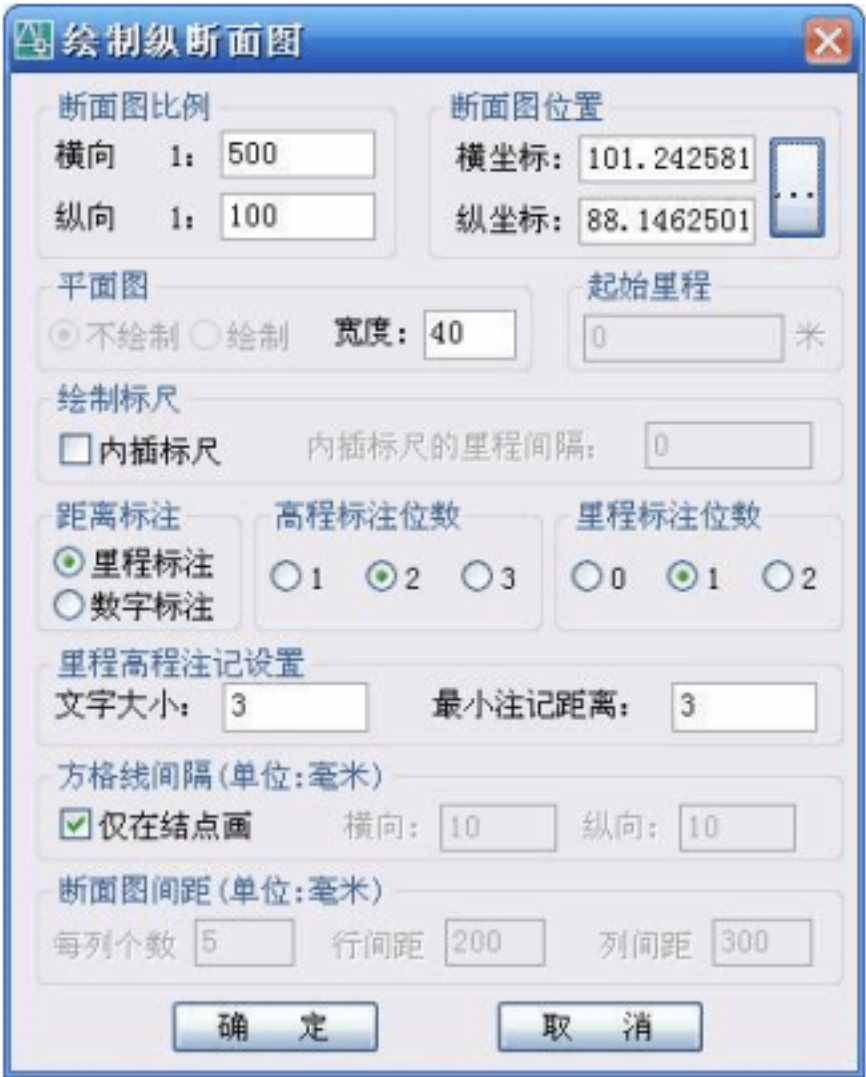 绘制纵断面图
断面图比例
横向 1: 500
纵向 1: 100
断面图位置
横坐标: 101.242581
纵坐标: 88.1462501
...
平面图
不绘制 绘制 宽度: 40
起始里程
0 米
绘制标尺
内插标尺 内插标尺的里程间隔: 0
距离标注
里程标注
数字标注
高程标注位数
1 2 3
里程标注位数
0 1 2
里程高程注记设置
文字大小: 3 最小注记距离: 3
方格线间隔(单位:毫米)
仅在结点画 横向: 10 纵向: 10
断面图间距(单位:毫米)
每列个数 5 行间距 200 列间距 300
确 定 取 消